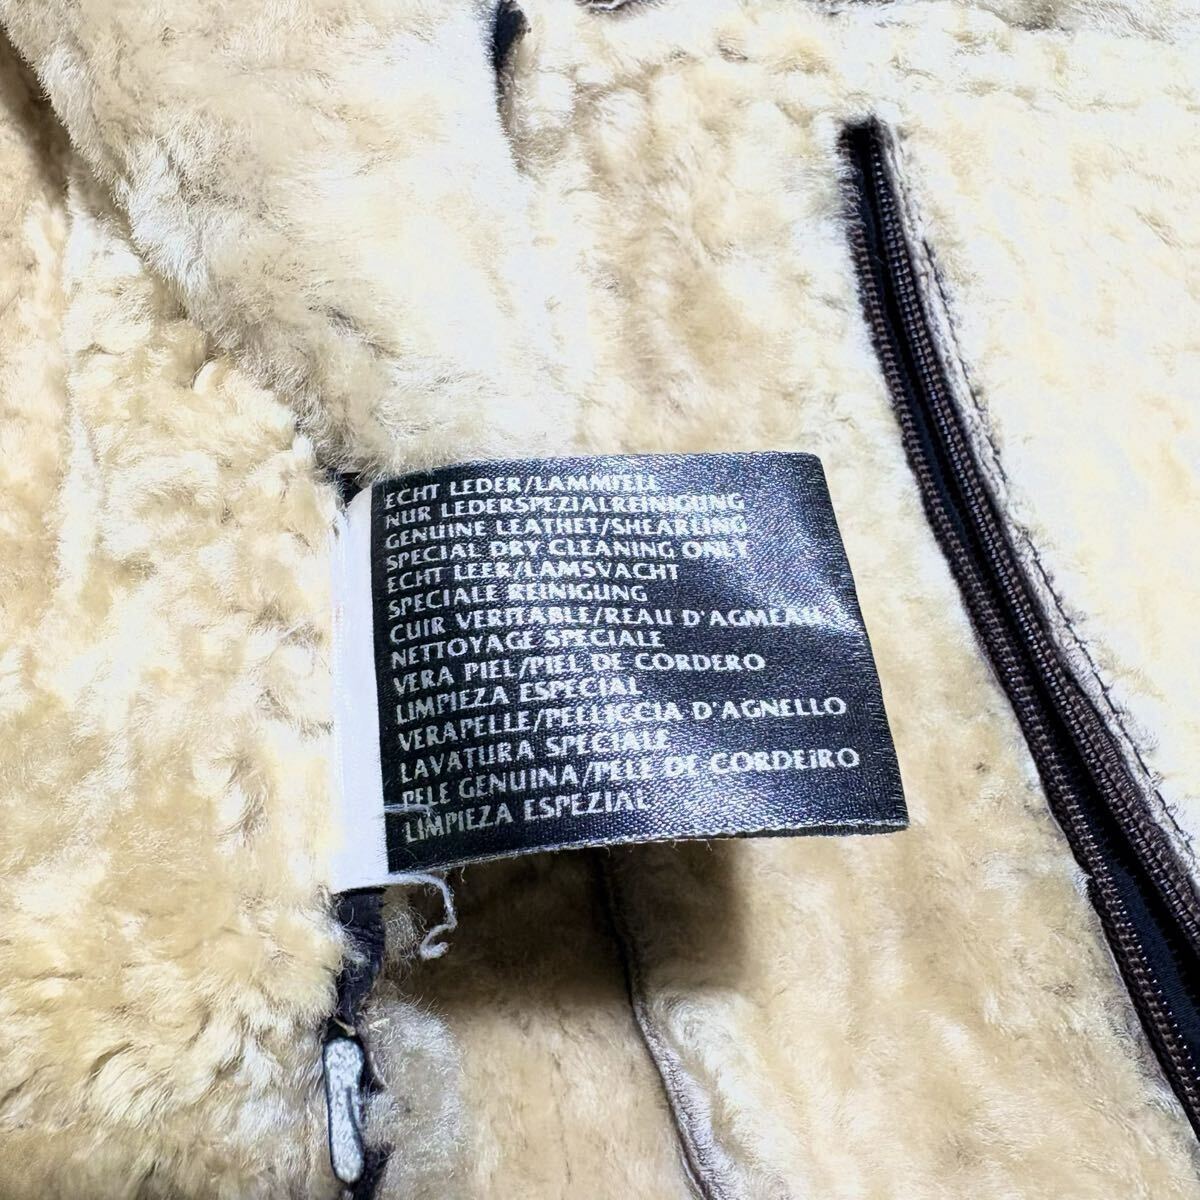 ECHT LEDER/LAMMFELL
NUR LEDERSPEZIALREINIGUNG
GENUINE LEATHET/SHEARLING
SPECIAL DRY CLEANING ONLY
ECHT LEER/LAMSVACHT
SPECIALE REINIGUNG
CUIR VERITABLE/REAU D'AGMEAU
NETTOYAGE SPECIALE
VERA PIEL/PIEL DE CORDERO
LIMPIEZA ESPECIAL
VERAPELLE/PELLICCIA D'AGNELLO
LAVATURA SPECIALE
PELE GENUINA/PELE DE CORDEIRO
LIMPIEZA ESPEZIAL